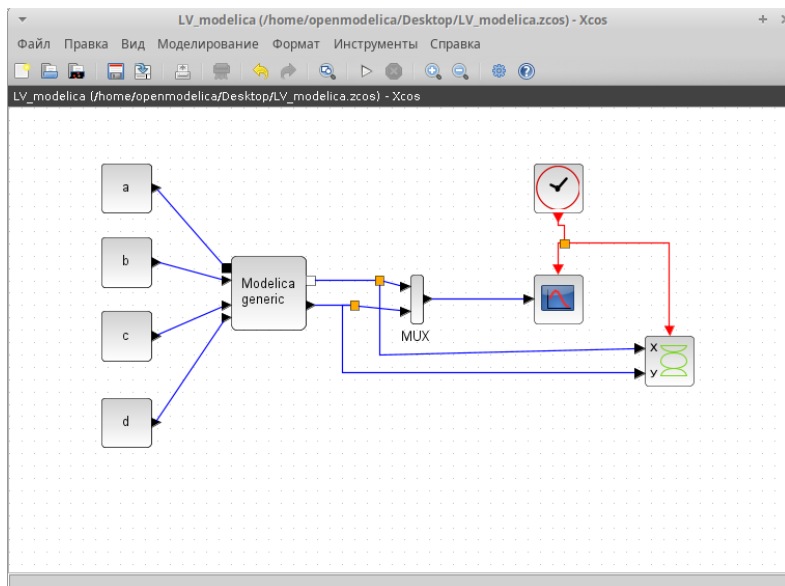 LV_modelica (/home/openmodelica/Desktop/LV_modelica.zcos) - Xcos
Файл Правка Вид Моделирование Формат Инструменты Справка
LV_modelica (/home/openmodelica/Desktop/LV_modelica.zcos) - Xcos
a
b
Modelica
generic
c
MUX
X
y
d